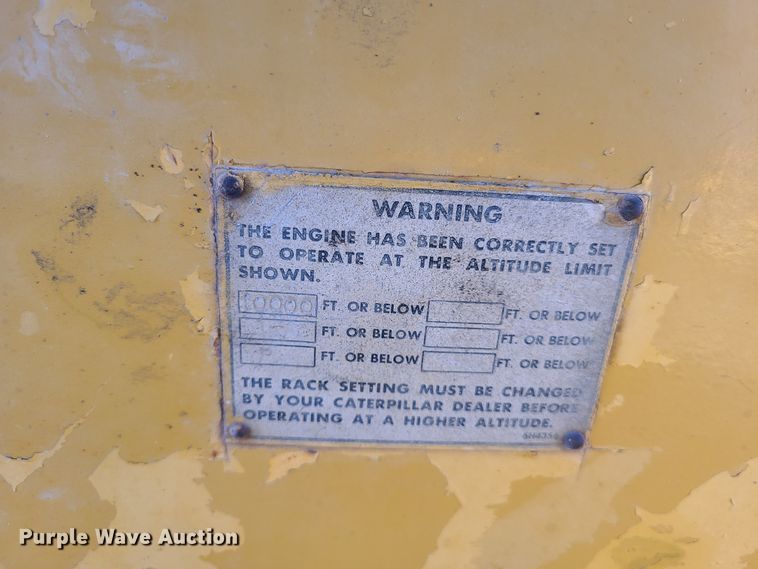 WARNING
THE ENGINE HAS BEEN CORRECTLY SET
TO OPERATE AT THE ALTITUDE LIMIT
SHOWN.
10000 FT. OR BELOW FT. OR BELOW
FT. OR BELOW FT. OR BELOW
FT. OR BELOW FT. OR BELOW
THE RACK SETTING MUST BE CHANGED
BY YOUR CATERPILLAR DEALER BEFORE
OPERATING AT A HIGHER ALTITUDE.
Purple Wave Auction